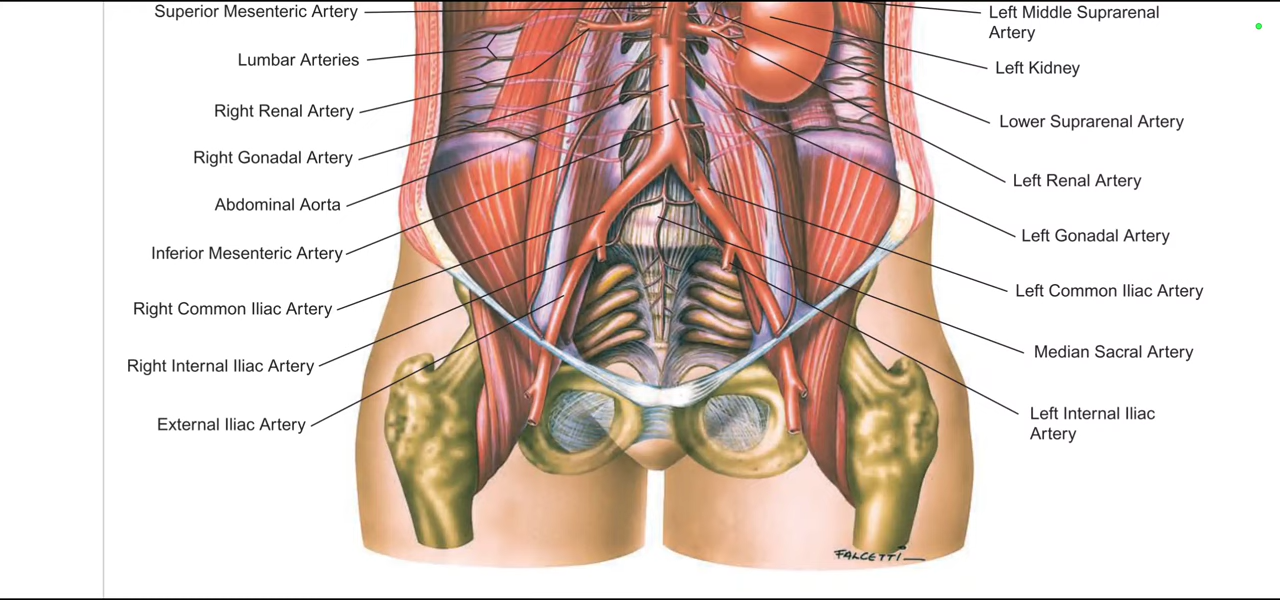 Superior Mesenteric Artery
Lumbar Arteries
Right Renal Artery
Right Gonadal Artery
Abdominal Aorta
Inferior Mesenteric Artery
Right Common Iliac Artery
Right Internal Iliac Artery
External Iliac Artery
Left Middle Suprarenal
Artery
Left Kidney
Lower Suprarenal Artery
Left Renal Artery
Left Gonadal Artery
Left Common Iliac Artery
Median Sacral Artery
Left Internal Iliac
Artery
FALCETTI